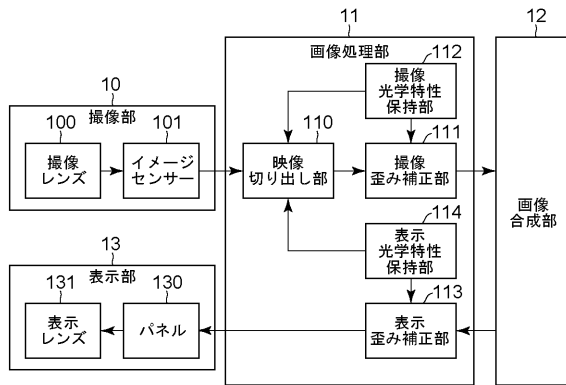 11
12
画像処理部
112
撮像
光学特性
保持部
10
撮像部
100
101
110
111
撮像
レンズ
イメージ
センサー
映像
切り出し部
撮像
歪み補正部
画像
合成部
114
表示
光学特性
保持部
13
表示部
131
130
113
表示
レンズ
パネル
表示
歪み補正部